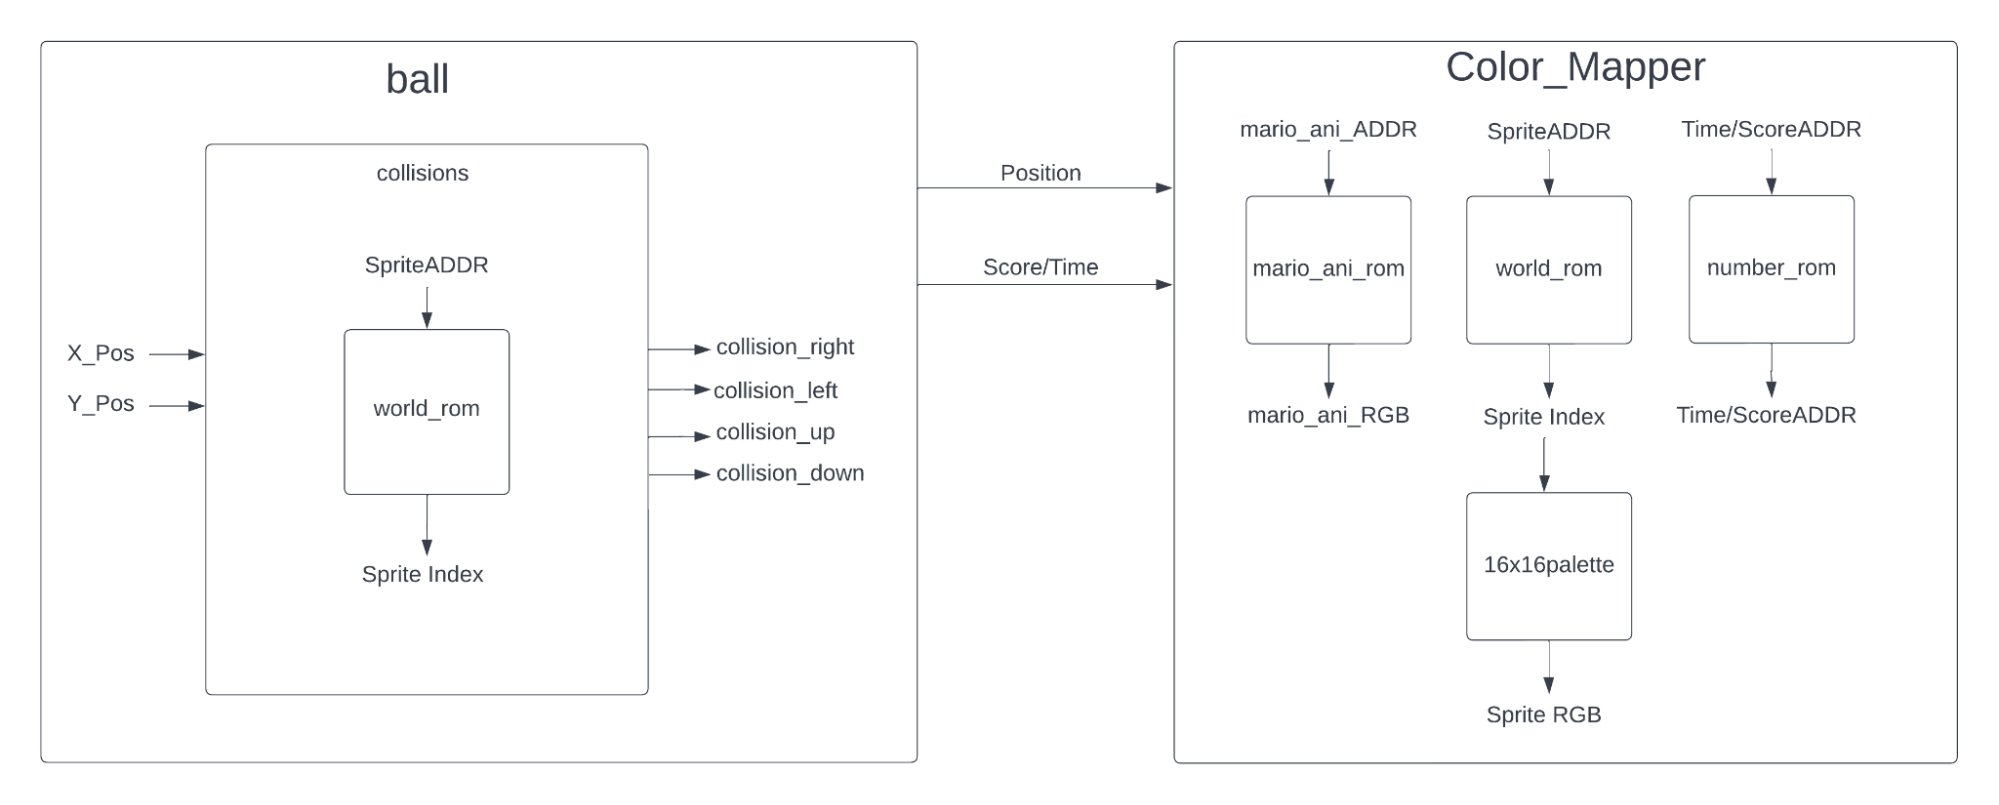 ball
collisions
SpriteADDR
world_rom
Sprite Index
X_Pos
Y_Pos
collision_right
collision_left
collision_up
collision_down
Position
Score/Time
Color_Mapper
mario_ani_ADDR
mario_ani_rom
mario_ani_RGB
SpriteADDR
world_rom
Sprite Index
16x16palette
Sprite RGB
Time/ScoreADDR
number_rom
Time/ScoreADDR